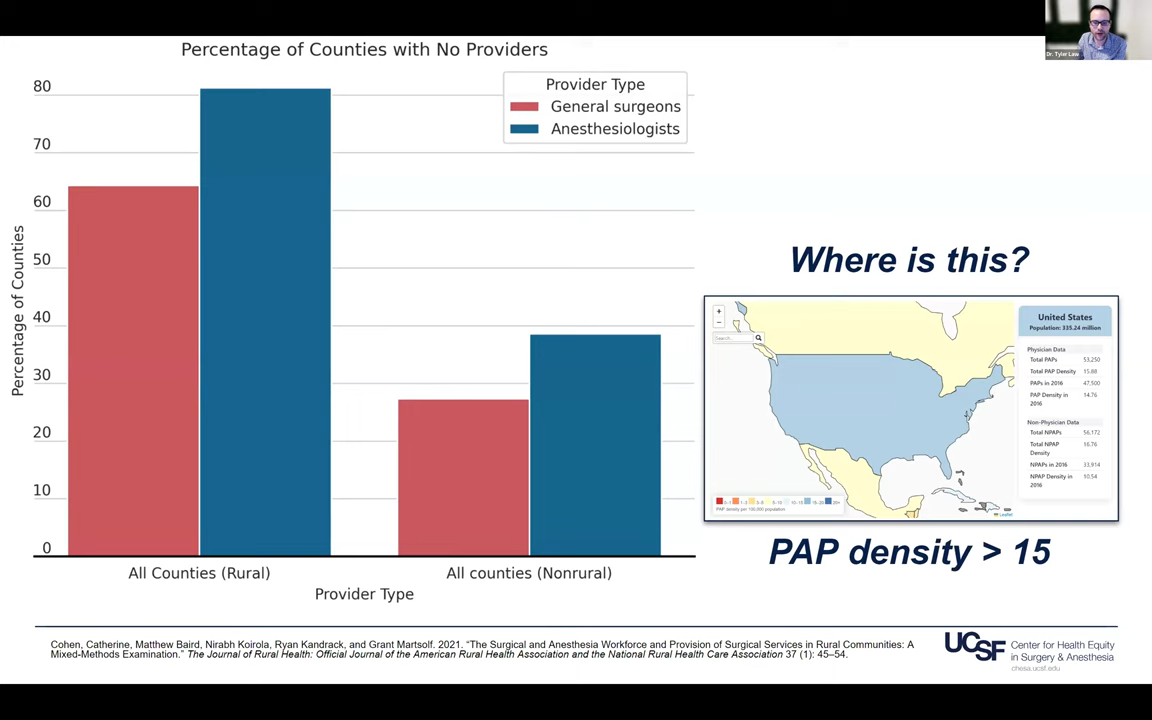 Dr. Tyler Law
Percentage of Counties with No Providers
Provider Type
General surgeons
Anesthesiologists
80
70
60
50
40
30
20
10
0
Percentage of Counties
All Counties (Rural)
All counties (Nonrural)
Provider Type
Where is this?
+
−
Search...
United States
Population: 335.24 million
Physician Data
Total PAPs 53,250
Total PAP Density 15.88
PAPs in 2016 47,500
PAP Density in 14.76
2016
Non-Physician Data
Total NPAPs 56,172
Total NPAP 16.76
Density
NPAPs in 2016 33,914
NPAP Density in 10.54
2016
PAP density per 100,000 population
Leaflet
PAP density > 15
Cohen, Catherine, Matthew Baird, Nirabh Koirola, Ryan Kandrack, and Grant Martsolf. 2021. “The Surgical and Anesthesia Workforce and Provision of Surgical Services in Rural Communities: A
Mixed-Methods Examination.” The Journal of Rural Health: Official Journal of the American Rural Health Association and the National Rural Health Care Association 37 (1): 45–54.
UCSF
Center for Health Equity
in Surgery & Anesthesia
chesa.ucsf.edu